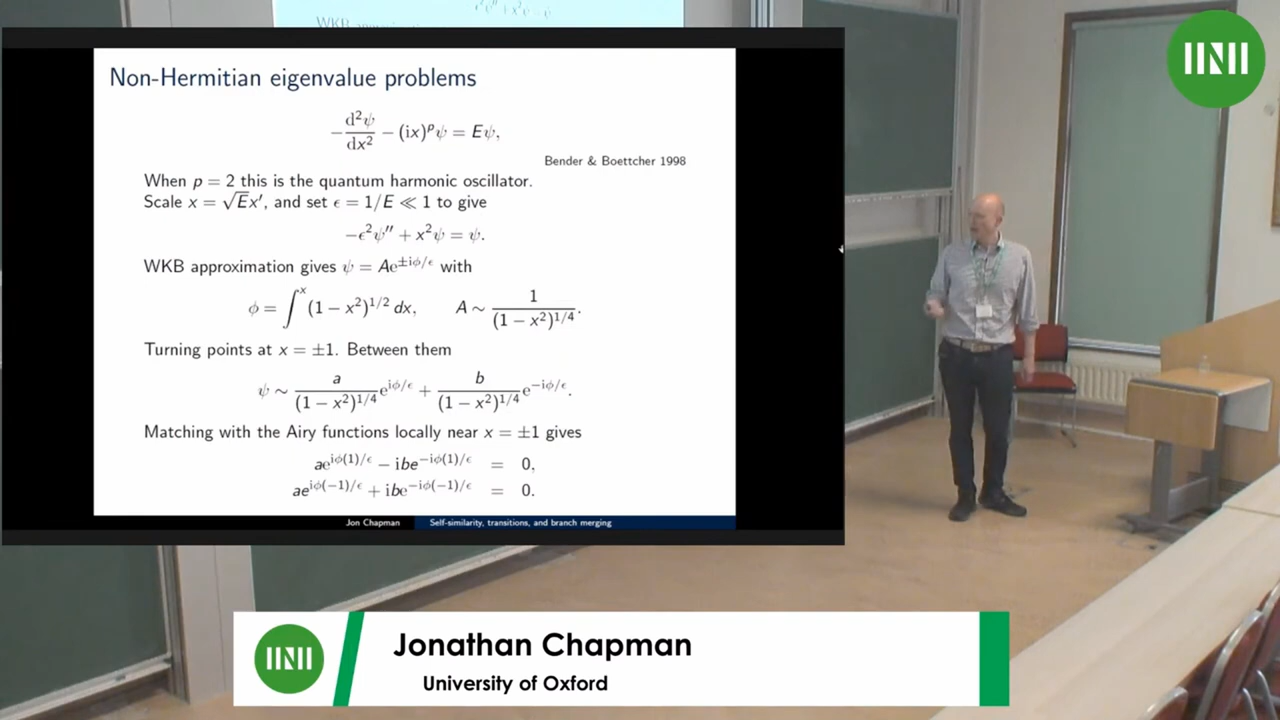 WKB
Non-Hermitian eigenvalue problems
−d²ψ/dx² − (ix)^p ψ = Eψ,
Bender & Boettcher 1998
When p = 2 this is the quantum harmonic oscillator.
Scale x = √E x′, and set ϵ = 1/E ≪ 1 to give
−ϵ²ψ″ + x²ψ = ψ.
WKB approximation gives ψ = Ae^{±iϕ/ϵ} with
ϕ = ∫^x (1 − x²)^{1/2} dx, A ∼ 1/(1 − x²)^{1/4}.
Turning points at x = ±1. Between them
ψ ∼ a/(1 − x²)^{1/4} e^{iϕ/ϵ} + b/(1 − x²)^{1/4} e^{−iϕ/ϵ}.
Matching with the Airy functions locally near x = ±1 gives
ae^{iϕ(1)/ϵ} − ibe^{−iϕ(1)/ϵ} = 0,
ae^{iϕ(−1)/ϵ} + ibe^{−iϕ(−1)/ϵ} = 0.
Jon Chapman Self-similarity, transitions, and branch merging
Jonathan Chapman
University of Oxford